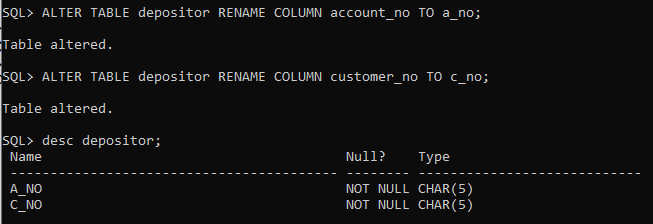 SQL> ALTER TABLE depositor RENAME COLUMN account_no TO a_no;
Table altered.
SQL> ALTER TABLE depositor RENAME COLUMN customer_no TO c_no;
Table altered.
SQL> desc depositor;
Name Null? Type
----------------------------------------- -------- ----------------------------
A_NO NOT NULL CHAR(5)
C_NO NOT NULL CHAR(5)